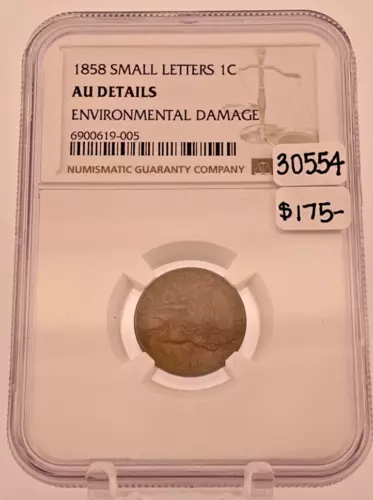 1858 SMALL LETTERS 1C
AU DETAILS
ENVIRONMENTAL DAMAGE
6900619-005
NUMISMATIC GUARANTY COMPANY
30554
$175-